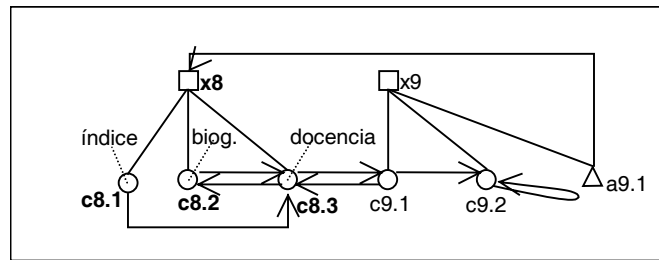 x8 x9
índice biog. docencia
c8.1 c8.2 c8.3 c9.1 c9.2 a9.1